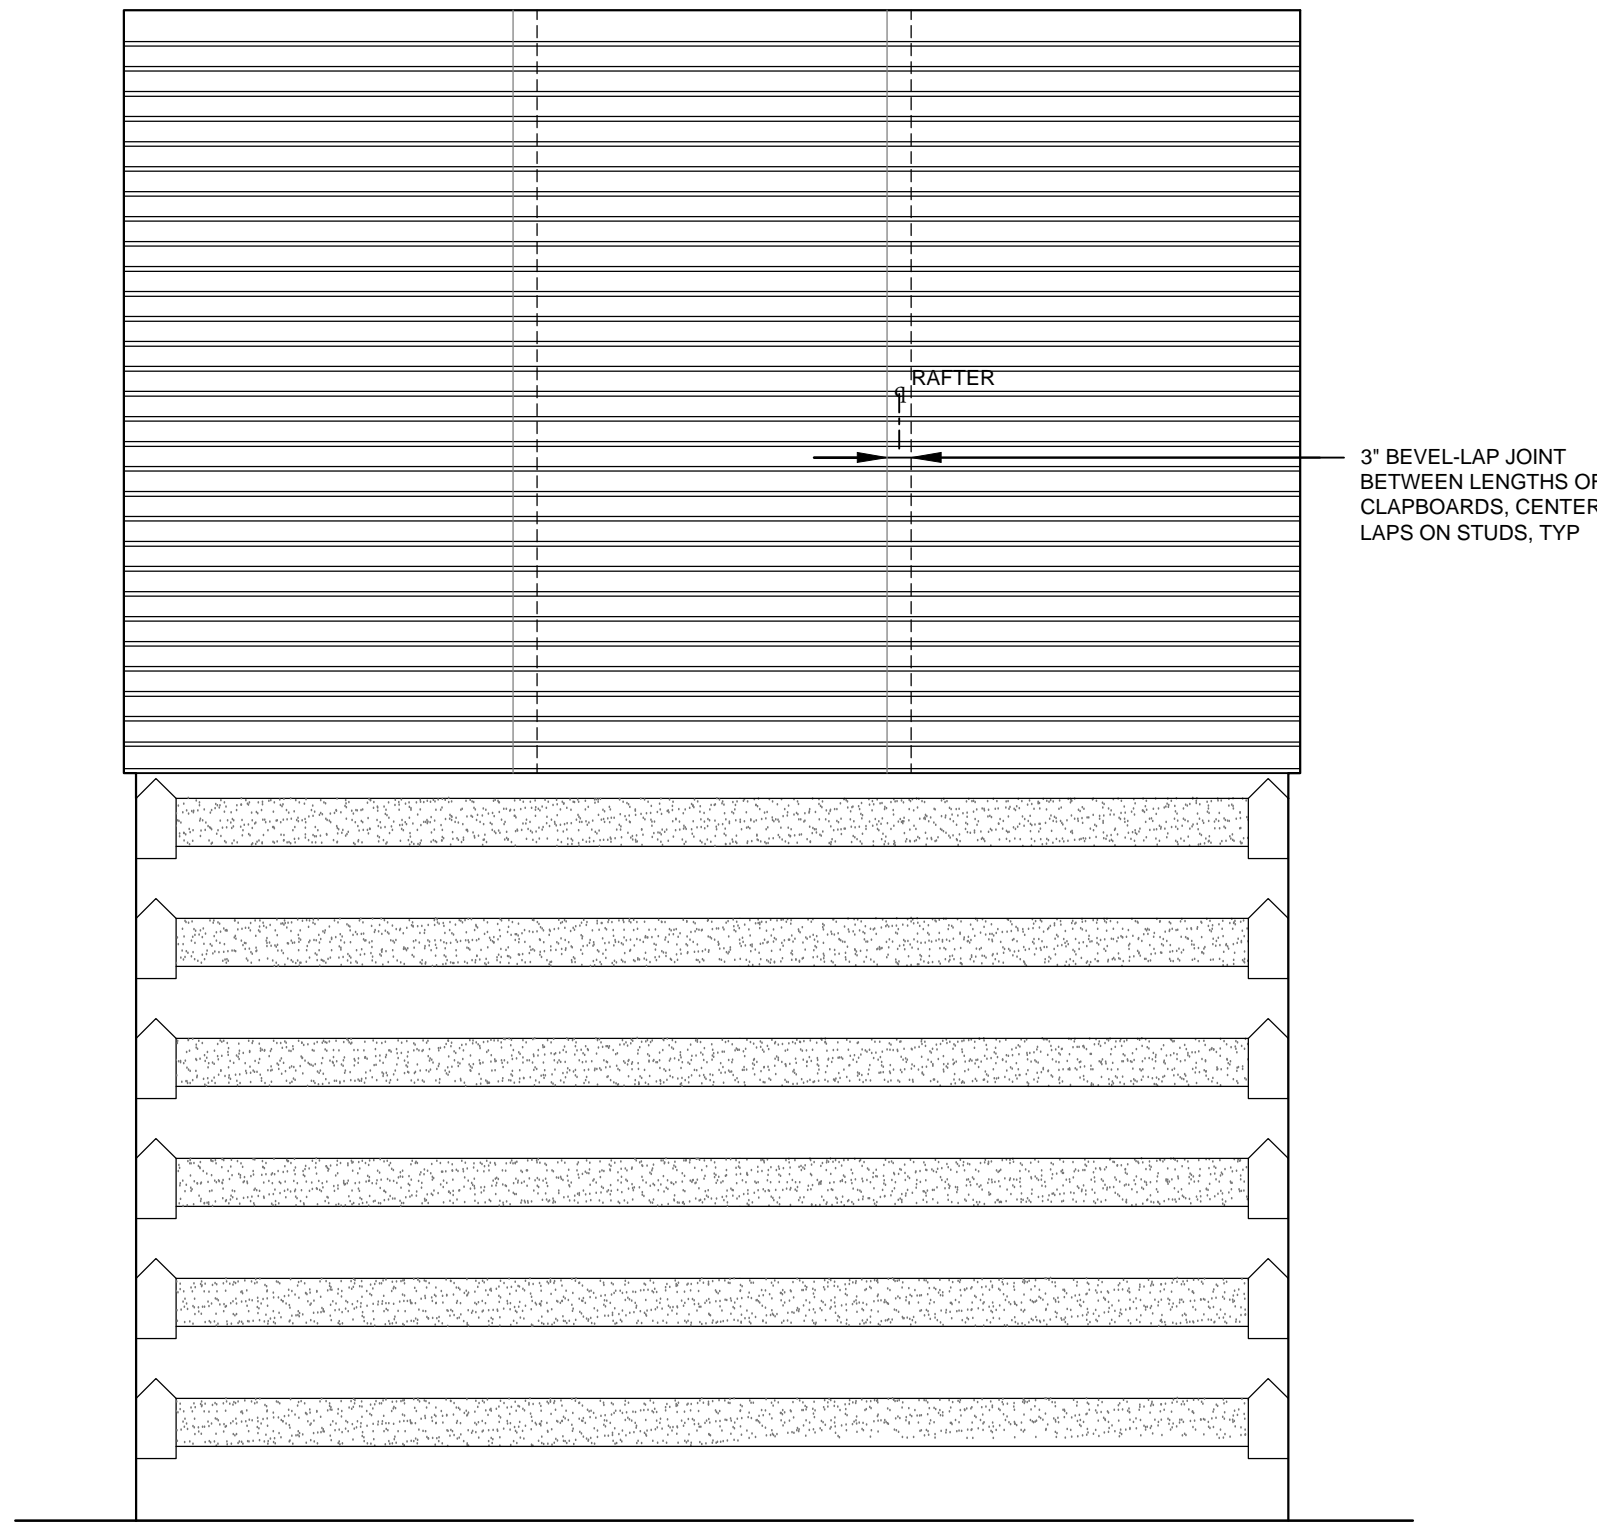 RAFTER
3" BEVEL-LAP JOINT
BETWEEN LENGTHS OF
CLAPBOARDS, CENTER
LAPS ON STUDS, TYP